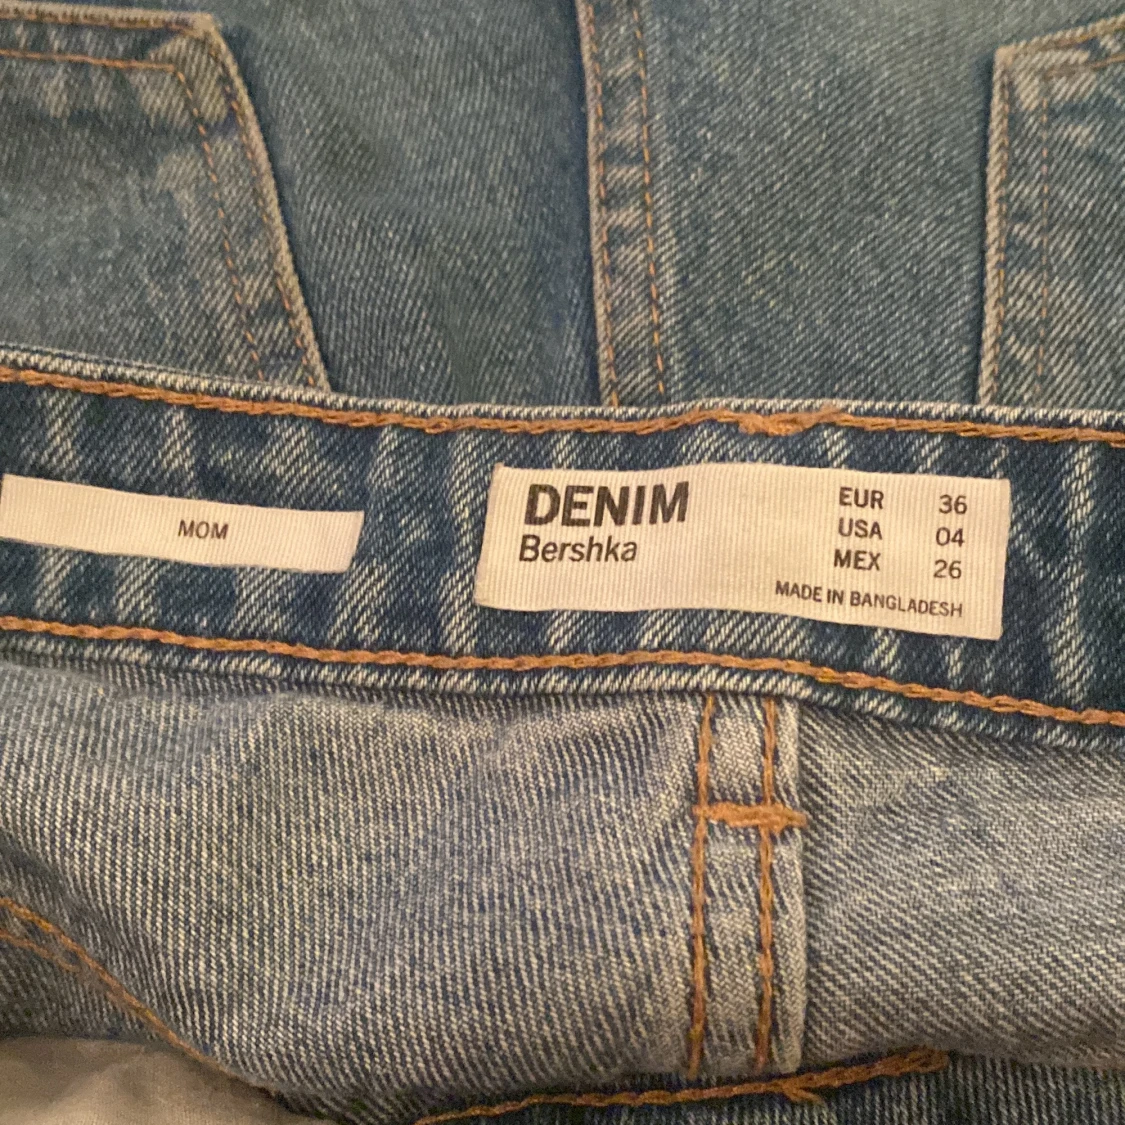 MOM
DENIM
Bershka
EUR 36
USA 04
MEX 26
MADE IN BANGLADESH